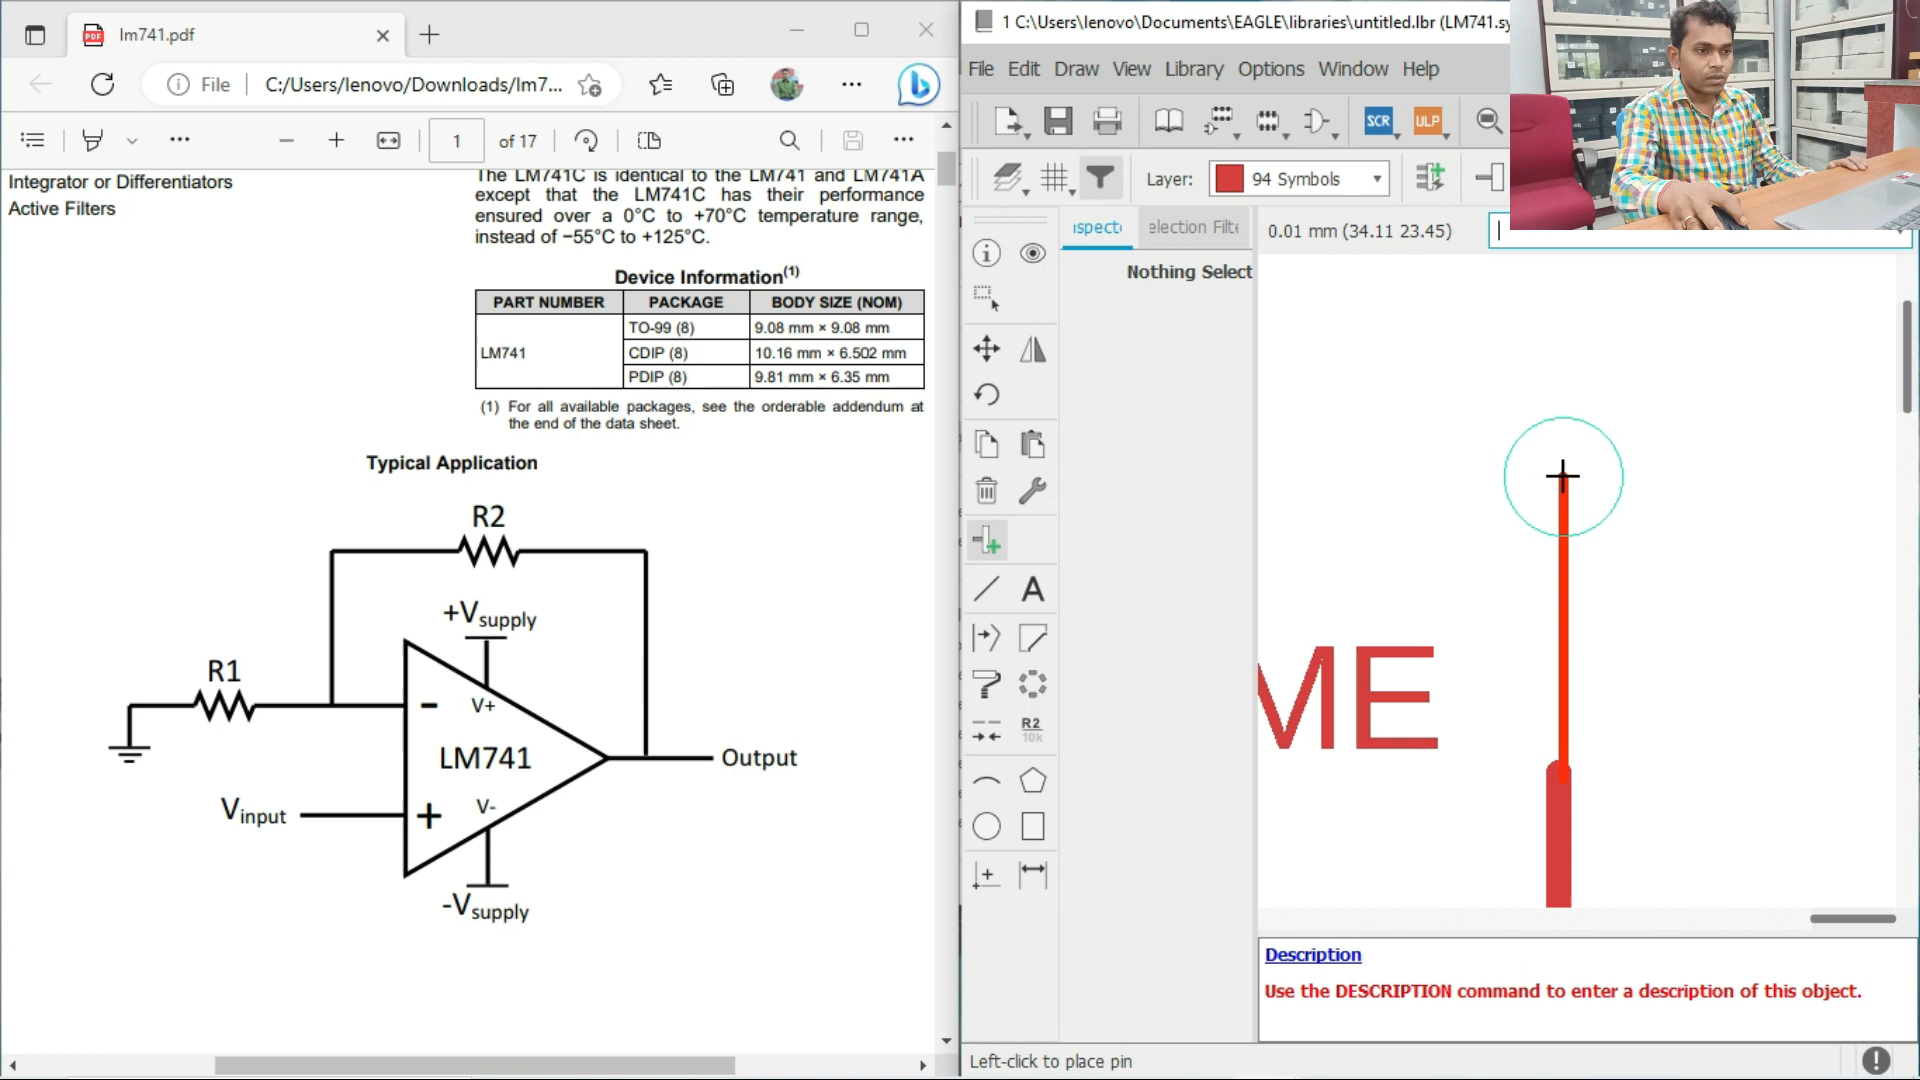 lm741.pdf
File
C:/Users/lenovo/Downloads/lm7...
1
of 17
Integrator or Differentiators
Active Filters
The LM741C is identical to the LM741 and LM741A
except that the LM741C has their performance
ensured over a 0°C to +70°C temperature range,
instead of −55°C to +125°C.
Device Information(1)
PART NUMBER PACKAGE BODY SIZE (NOM)
LM741
TO-99 (8) 9.08 mm × 9.08 mm
CDIP (8) 10.16 mm × 6.502 mm
PDIP (8) 9.81 mm × 6.35 mm
(1) For all available packages, see the orderable addendum at
the end of the data sheet.
Typical Application
R2
+Vsupply
R1
V+
-
LM741
Output
V-
Vinput
+
-Vsupply
1 C:\Users\lenovo\Documents\EAGLE\libraries\untitled.lbr (LM741.sy
File Edit Draw View Library Options Window Help
SCR
ULP
Layer:
94 Symbols
ispecto
election Filte
0.01 mm (34.11 23.45)
Nothing Select
A
R2
10k
ME
Description
Use the DESCRIPTION command to enter a description of this object.
Left-click to place pin